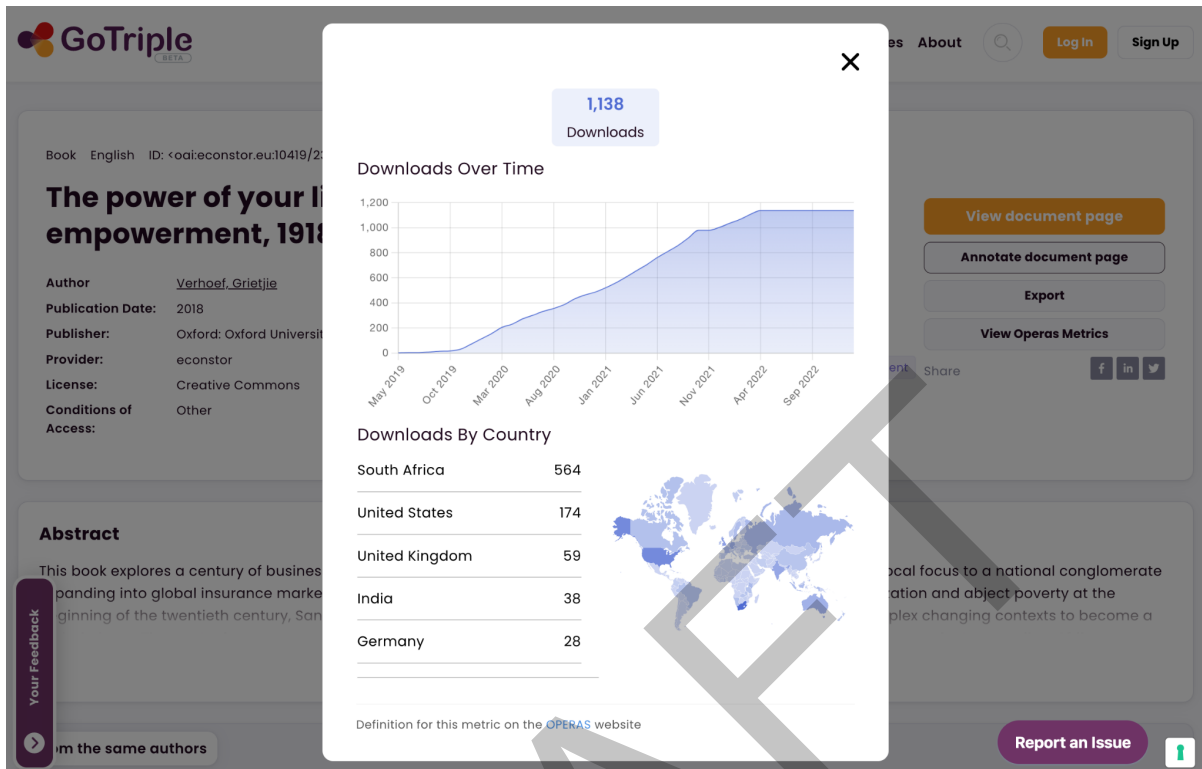 GoTriple
BETA
es About
Log In
Sign Up
1,138
Downloads
Downloads Over Time
1,200
1,000
800
600
400
200
0
May 2019
Oct 2019
Mar 2020
Aug 2020
Jan 2021
Jun 2021
Nov 2021
Apr 2022
Sep 2022
Downloads By Country
South Africa 564
United States 174
United Kingdom 59
India 38
Germany 28
Definition for this metric on the OPERAS website
Book English ID: <oai:econstor.eu:10419/2
The power of your li
empowerment, 191
Author Verhoef, Grietjie
Publication Date: 2018
Publisher: Oxford: Oxford Universit
Provider: econstor
License: Creative Commons
Conditions of Access: Other
View document page
Annotate document page
Export
View Operas Metrics
ent
Share
f in
Abstract
This book explores a century of busines
ocal focus to a national conglomerate
panding into global insurance marke
ation and abject poverty at the
eginning of the twentieth century, San
plex changing contexts to become a
Your Feedback
om the same authors
Report an Issue